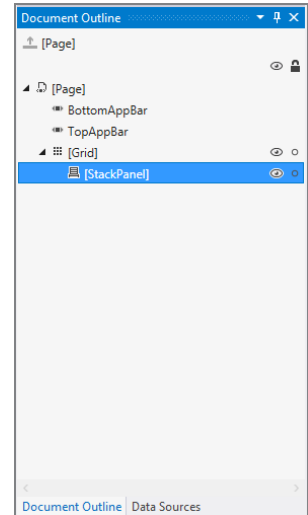 Document Outline
[Page]
[Page]
BottomAppBar
TopAppBar
[Grid]
[StackPanel]
Document Outline Data Sources